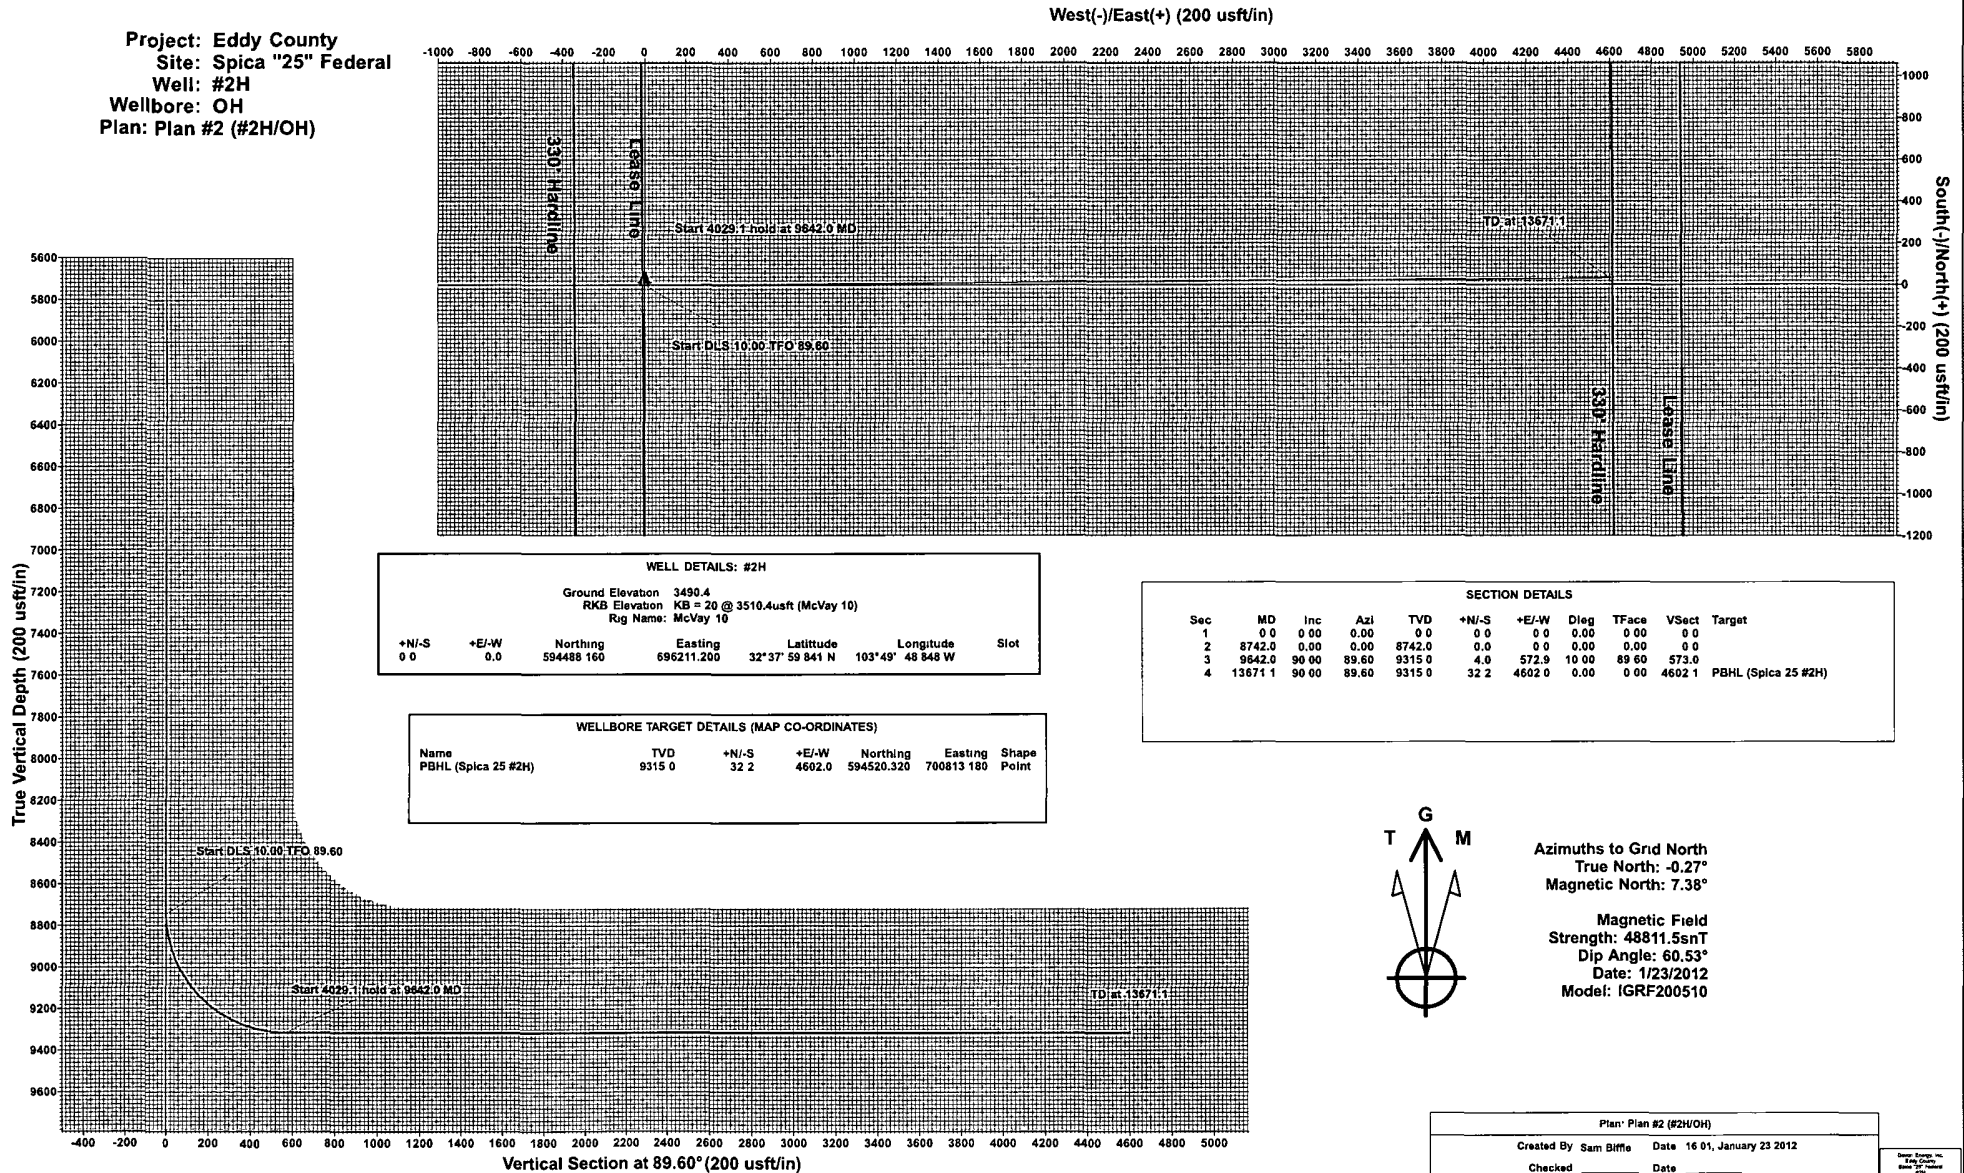 West(-)/East(+) (200 usft/in)
Project: Eddy County
Site: Spica "25" Federal
Well: #2H
Wellbore: OH
Plan: Plan #2 (#2H/OH)
-1000 -800 -600 -400 -200 0 200 400 600 800 1000 1200 1400 1600 1800 2000 2200 2400 2600 2800 3000 3200 3400 3600 3800 4000 4200 4400 4600 4800 5000 5200 5400 5600 5800
1000
800
600
400
200
0
-200
-400
-600
-800
-1000
-1200
South(-)/North(+) (200 usft/in)
330' Hardline
Lease Line
Start 4029.1 hold at 9642.0 MD
TD at 13671.1
Start DLS 10.00 TFO 89.60
330' Hardline
Lease Line
5600
5800
6000
6200
6400
6600
6800
7000
7200
7400
7600
7800
8000
8200
8400
8600
8800
9000
9200
9400
9600
True Vertical Depth (200 usft/in)
WELL DETAILS: #2H
Ground Elevation 3490.4
RKB Elevation KB = 20 @ 3510.4usft (McVay 10)
Rig Name: McVay 10
+N/-S +E/-W Northing Easting Latittude Longitude Slot
0 0 0.0 594488 160 696211.200 32°37' 59 841 N 103°49' 48 848 W
WELLBORE TARGET DETAILS (MAP CO-ORDINATES)
Name TVD +N/-S +E/-W Northing Easting Shape
PBHL (Spica 25 #2H) 9315 0 32 2 4602.0 594520.320 700813 180 Point
SECTION DETAILS
Sec MD Inc Azi TVD +N/-S +E/-W Dleg TFace VSect Target
1 0 0 0.00 0.00 0 0 0 0 0 0 0.00 0.00 0 0
2 8742.0 0.00 0.00 8742.0 0.0 0 0 0.00 0.00 0 0
3 9642.0 90 00 89.60 9315 0 4.0 572.9 10 00 89 60 573.0
4 13671 1 90 00 89.60 9315 0 32 2 4602 0 0.00 0 00 4602 1 PBHL (Spica 25 #2H)
Start DLS 10.00 TFO 89.60
Start 4029.1 hold at 9642.0 MD
TD at 13671.1
-400 -200 0 200 400 600 800 1000 1200 1400 1600 1800 2000 2200 2400 2600 2800 3000 3200 3400 3600 3800 4000 4200 4400 4600 4800 5000
Vertical Section at 89.60° (200 usft/in)
G
T M
Azimuths to Grid North
True North: -0.27°
Magnetic North: 7.38°
Magnetic Field
Strength: 48811.5snT
Dip Angle: 60.53°
Date: 1/23/2012
Model: IGRF200510
Plan: Plan #2 (#2H/OH)
Created By Sam Biffle Date 16 01, January 23 2012
Checked Date